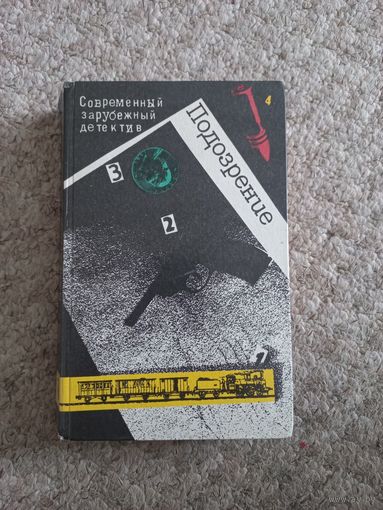 Современный
зарубежный
детектив
Подозрение
4
3
2
1